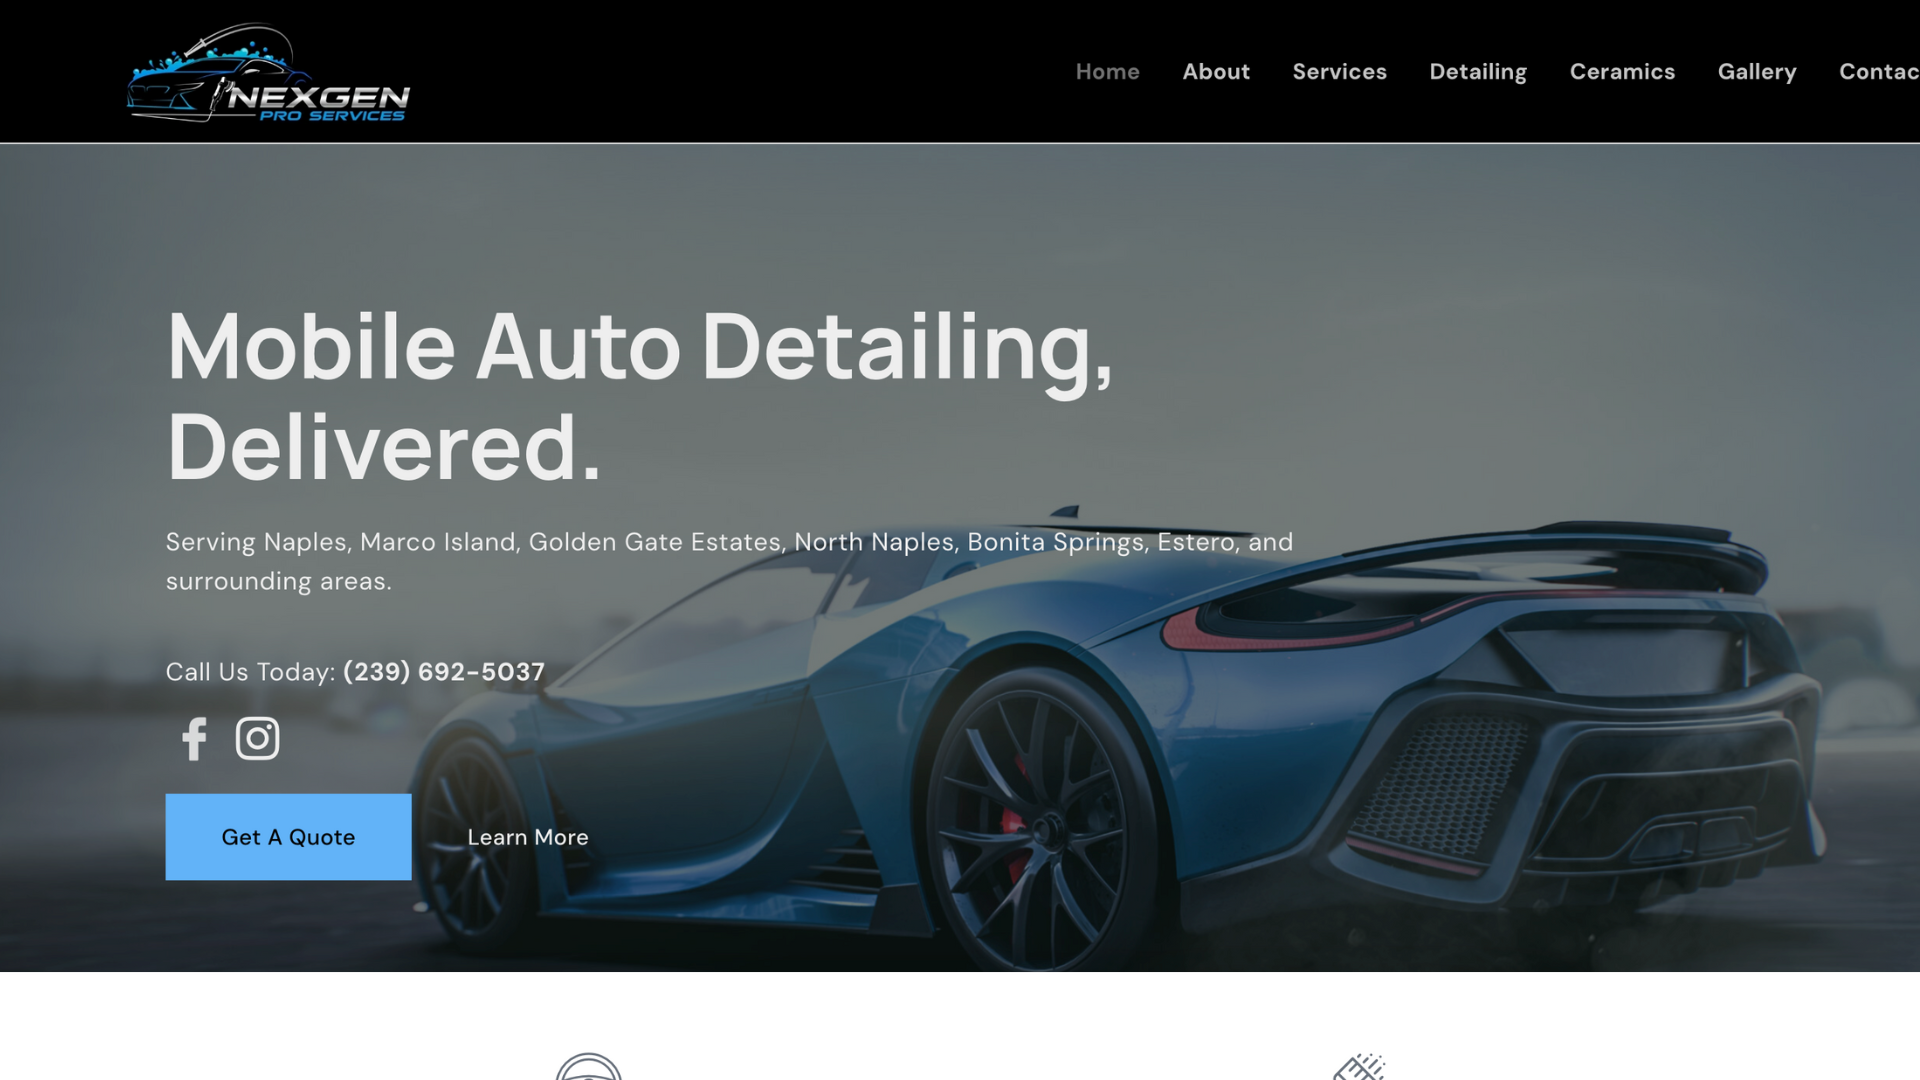 NEXGEN
PRO SERVICES
Home About Services Detailing Ceramics Gallery Contac
Mobile Auto Detailing,
Delivered.
Serving Naples, Marco Island, Golden Gate Estates, North Naples, Bonita Springs, Estero, and
surrounding areas.
Call Us Today: (239) 692-5037
Get A Quote Learn More